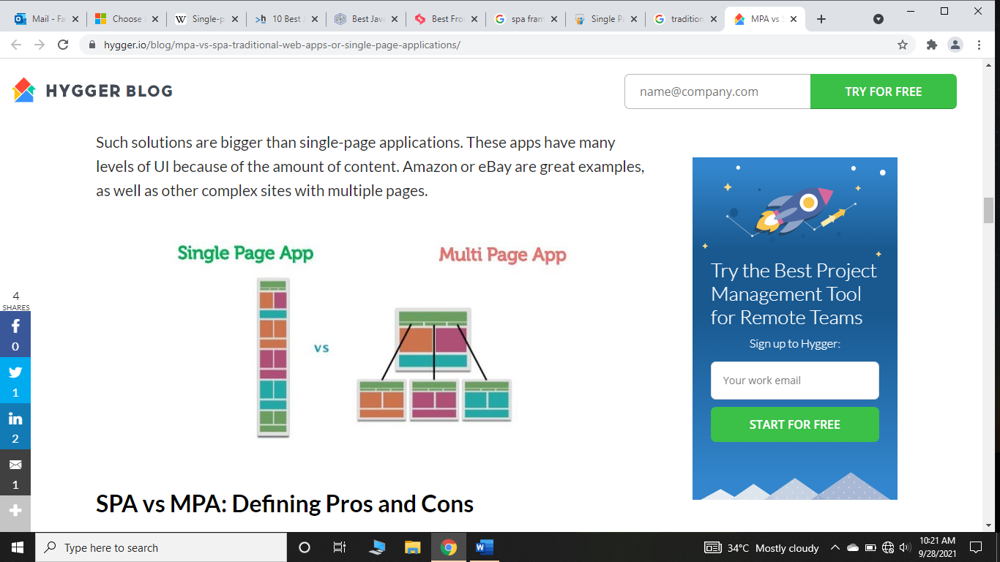 Mail - Fa
Choose
Single-p
10 Best J
Best Jav
Best Fro
spa fram
Single P
tradition
MPA vs S
hygger.io/blog/mpa-vs-spa-traditional-web-apps-or-single-page-applications/
HYGGER BLOG
name@company.com
TRY FOR FREE
Such solutions are bigger than single-page applications. These apps have many
levels of UI because of the amount of content. Amazon or eBay are great examples,
as well as other complex sites with multiple pages.
Single Page App
Multi Page App
vs
4
SHARES
0
1
2
1
Try the Best Project
Management Tool
for Remote Teams
Sign up to Hygger:
Your work email
START FOR FREE
SPA vs MPA: Defining Pros and Cons
Type here to search
34°C Mostly cloudy
10:21 AM
9/28/2021